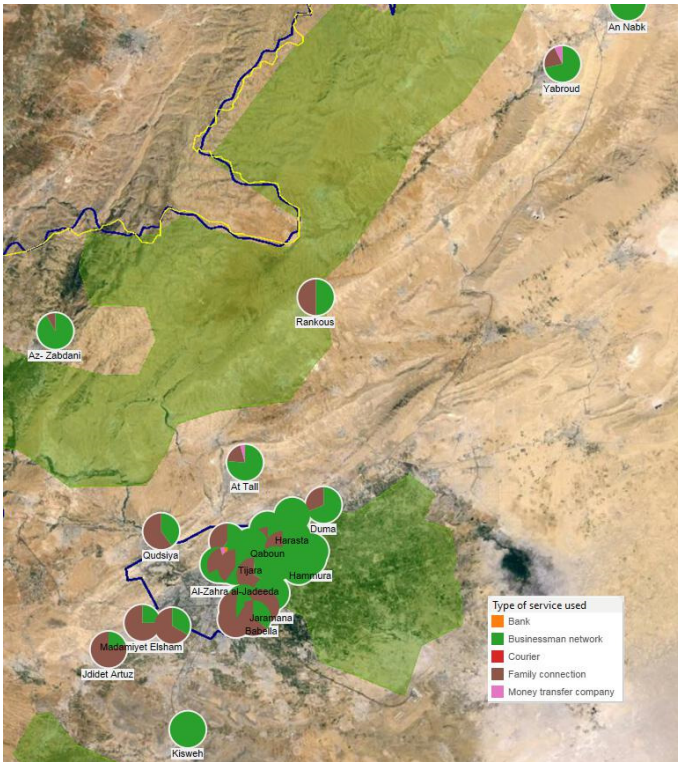 An Nabk
Yabroud
Rankous
Az- Zabdani
At Tall
Duma
Harasta
Qudsiya
Qaboun
Tijara
Hammura
Al-Zahra al-Jadeeda
Jaramana
Babella
Madamiyet Elsham
Jdidet Artuz
Kisweh
Type of service used
Bank
Businessman network
Courier
Family connection
Money transfer company